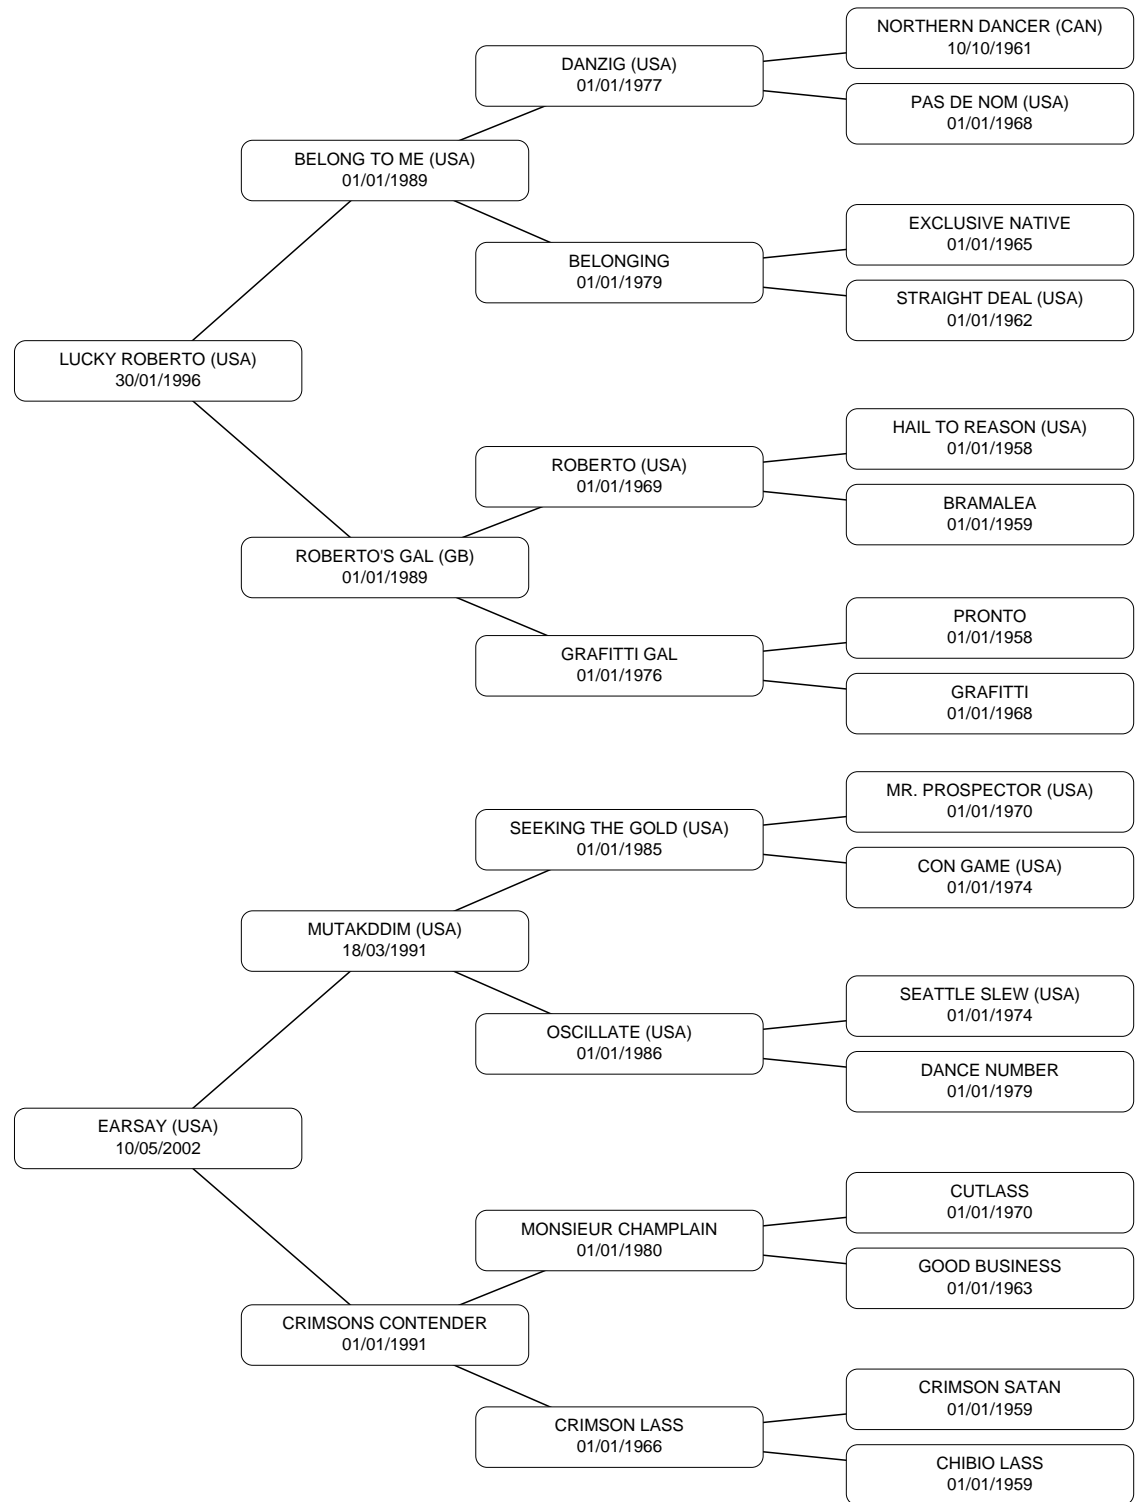 NORTHERN DANCER (CAN)
10/10/1961
DANZIG (USA)
01/01/1977
PAS DE NOM (USA)
01/01/1968
BELONG TO ME (USA)
01/01/1989
EXCLUSIVE NATIVE
01/01/1965
BELONGING
01/01/1979
STRAIGHT DEAL (USA)
01/01/1962
LUCKY ROBERTO (USA)
30/01/1996
HAIL TO REASON (USA)
01/01/1958
ROBERTO (USA)
01/01/1969
BRAMALEA
01/01/1959
ROBERTO'S GAL (GB)
01/01/1989
PRONTO
01/01/1958
GRAFITTI GAL
01/01/1976
GRAFITTI
01/01/1968
MR. PROSPECTOR (USA)
01/01/1970
SEEKING THE GOLD (USA)
01/01/1985
CON GAME (USA)
01/01/1974
MUTAKDDIM (USA)
18/03/1991
SEATTLE SLEW (USA)
01/01/1974
OSCILLATE (USA)
01/01/1986
DANCE NUMBER
01/01/1979
EARSAY (USA)
10/05/2002
CUTLASS
01/01/1970
MONSIEUR CHAMPLAIN
01/01/1980
GOOD BUSINESS
01/01/1963
CRIMSONS CONTENDER
01/01/1991
CRIMSON SATAN
01/01/1959
CRIMSON LASS
01/01/1966
CHIBIO LASS
01/01/1959